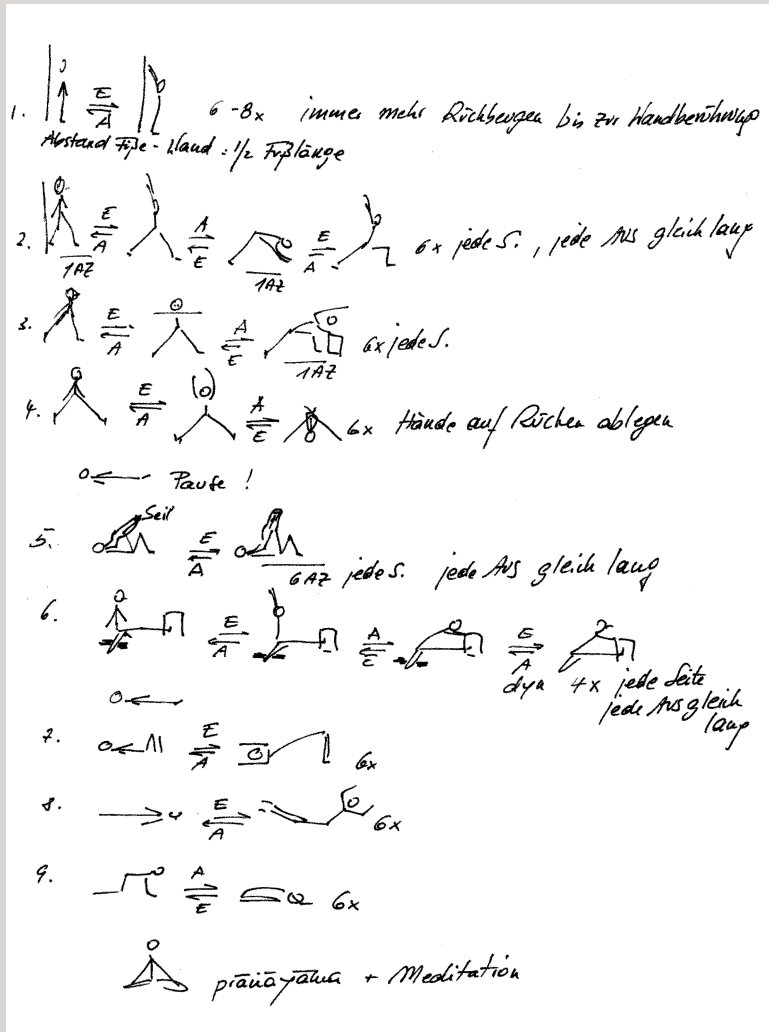 1. E A 6-8x immer mehr Rückbeugen bis zur Wandberührung
Abstand Füße - Wand : 1/2 Fußlänge
2. 1AZ E A A E 1AZ E A 6x jede S. , jede Aus gleich lang
3. E A A E 1AZ 6x jede S.
4. E A A E 6x Hände auf Rücken ablegen
Pause !
5. Seil E A 6AZ jede S. jede Aus gleich lang
6. E A A E E A dyn 4x jede Seite
jede Aus gleich
lang
7. E A 6x
8. E A 6x
9. A E 6x
prānāyāma + Meditation